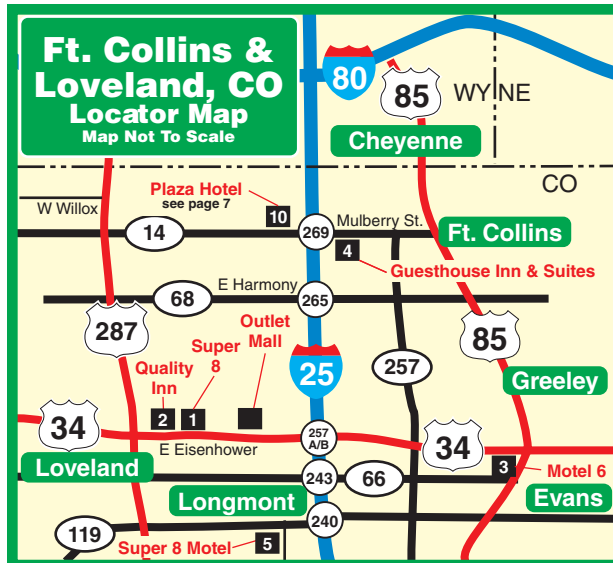 Ft. Collins &
Loveland, CO
Locator Map
Map Not To Scale
80
85
WY
NE
Cheyenne
CO
W Willox
Plaza Hotel
see page 7
10
14
269
Mulberry St.
4
Ft. Collins
Guesthouse Inn & Suites
E Harmony
68
265
287
Outlet
Mall
Super
8
Quality
Inn
25
257
85
Greeley
2
1
34
257
A/B
34
E Eisenhower
Loveland
243
66
3
Motel 6
Longmont
Evans
240
119
Super 8 Motel
5